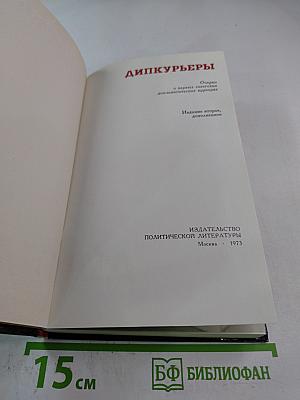 ДИПКУРЬЕРЫ
Очерки
о первых советских
дипломатических курьерах
Издание второе,
дополненное
ИЗДАТЕЛЬСТВО
ПОЛИТИЧЕСКОЙ ЛИТЕРАТУРЫ
Москва · 1973
15 см
БФ БИБЛИОФАН